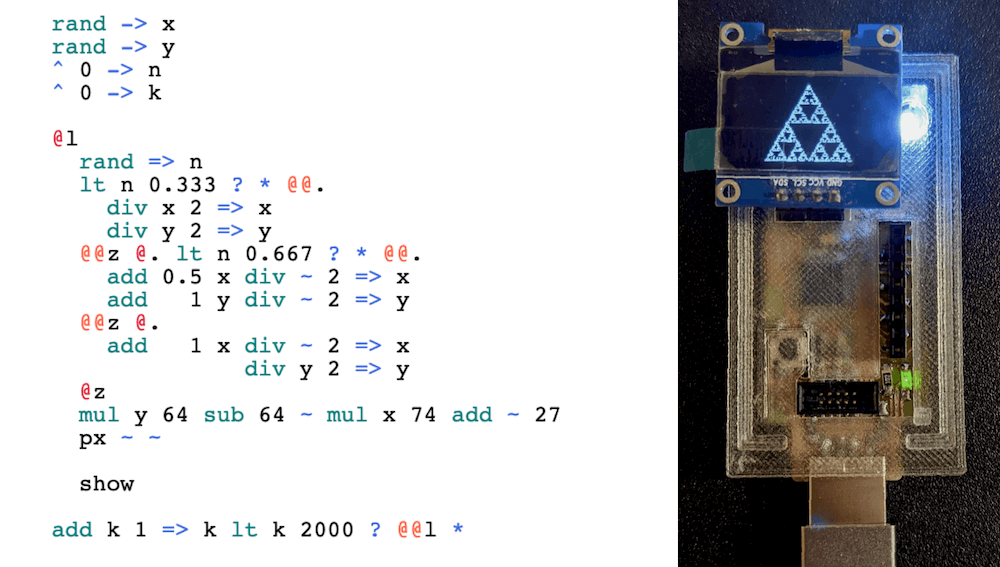 rand -> x
rand -> y
^ 0 -> n
^ 0 -> k
@l
rand => n
lt n 0.333 ? * @@.
div x 2 => x
div y 2 => y
@@z @. lt n 0.667 ? * @@.
add 0.5 x div ~ 2 => x
add 1 y div ~ 2 => y
@@z @.
add 1 x div ~ 2 => x
div y 2 => y
@z
mul y 64 sub 64 ~ mul x 74 add ~ 27
px ~ ~
show
add k 1 => k lt k 2000 ? @@l *
GND VCC SCL SDA